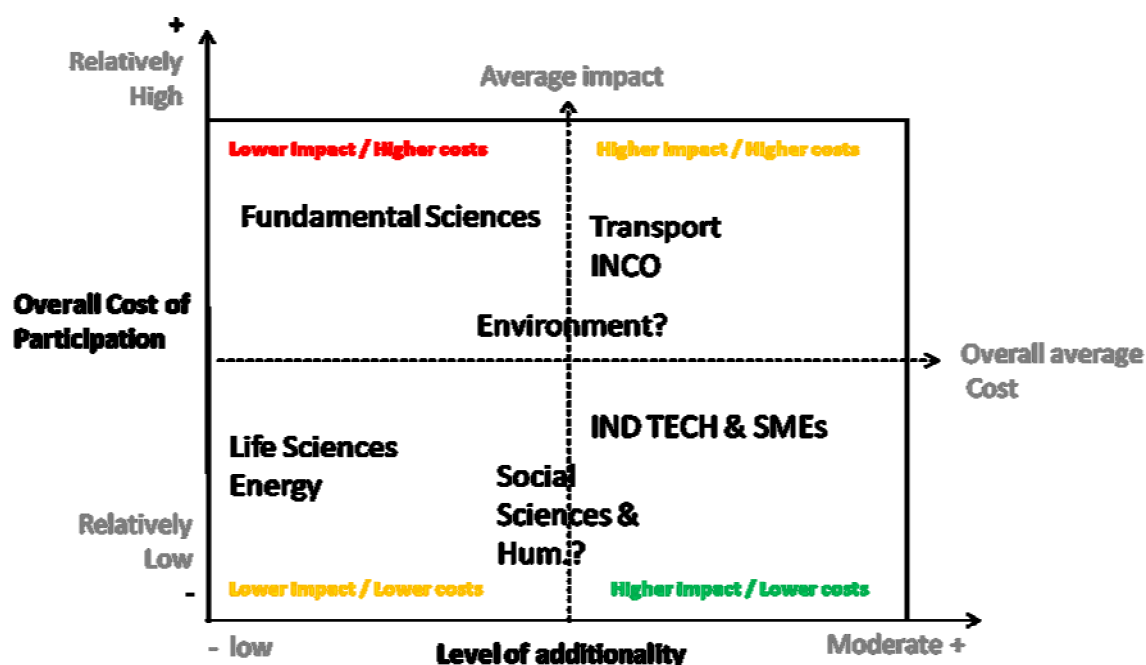 +
Relatively
High
Average impact
Lower impact / Higher costs
Higher impact / Higher costs
Fundamental Sciences
Transport
INCO
Overall Cost of
Participation
Environment?
Overall average
Cost
IND TECH & SMEs
Life Sciences
Energy
Social
Sciences &
Hum.?
Relatively
Low
-
Lower impact / Lower costs
Higher impact / Lower costs
- low
Level of additionality
Moderate +